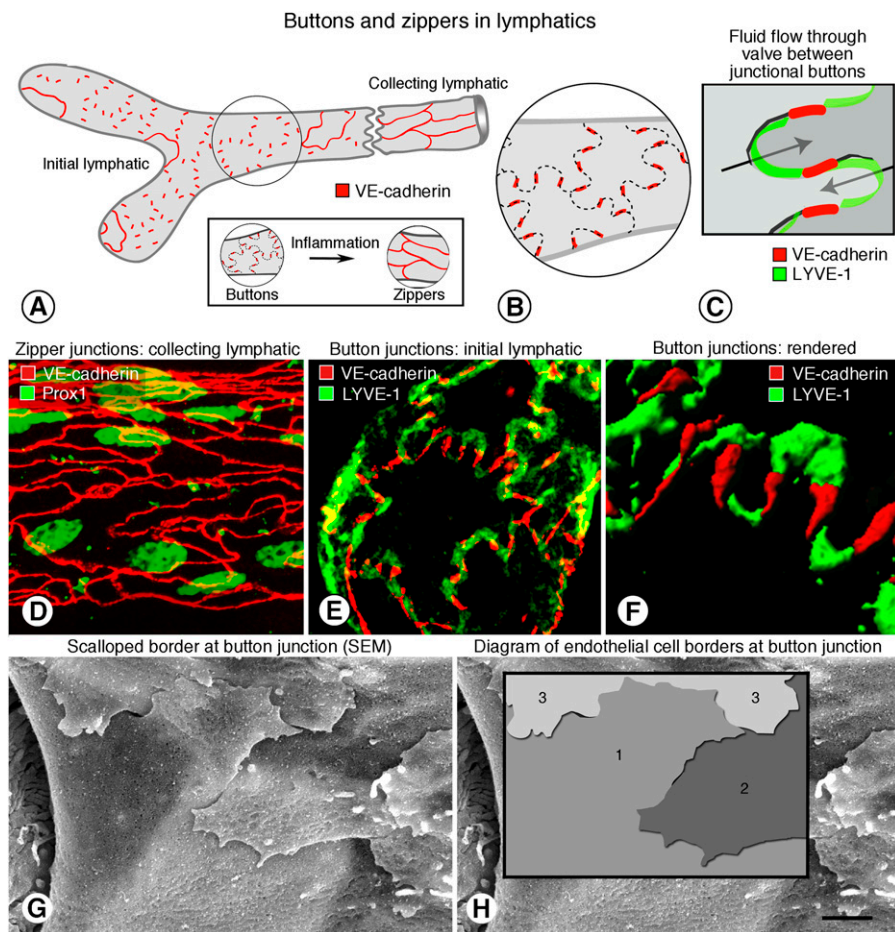 Buttons and zippers in lymphatics
Collecting lymphatic
Initial lymphatic
VE-cadherin
Inflammation
Buttons
Zippers
A
B
Fluid flow through
valve between
junctional buttons
VE-cadherin
LYVE-1
C
Zipper junctions: collecting lymphatic
VE-cadherin
Prox1
D
Button junctions: initial lymphatic
VE-cadherin
LYVE-1
E
Button junctions: rendered
VE-cadherin
LYVE-1
F
Scalloped border at button junction (SEM)
G
Diagram of endothelial cell borders at button junction
3
3
1
2
H